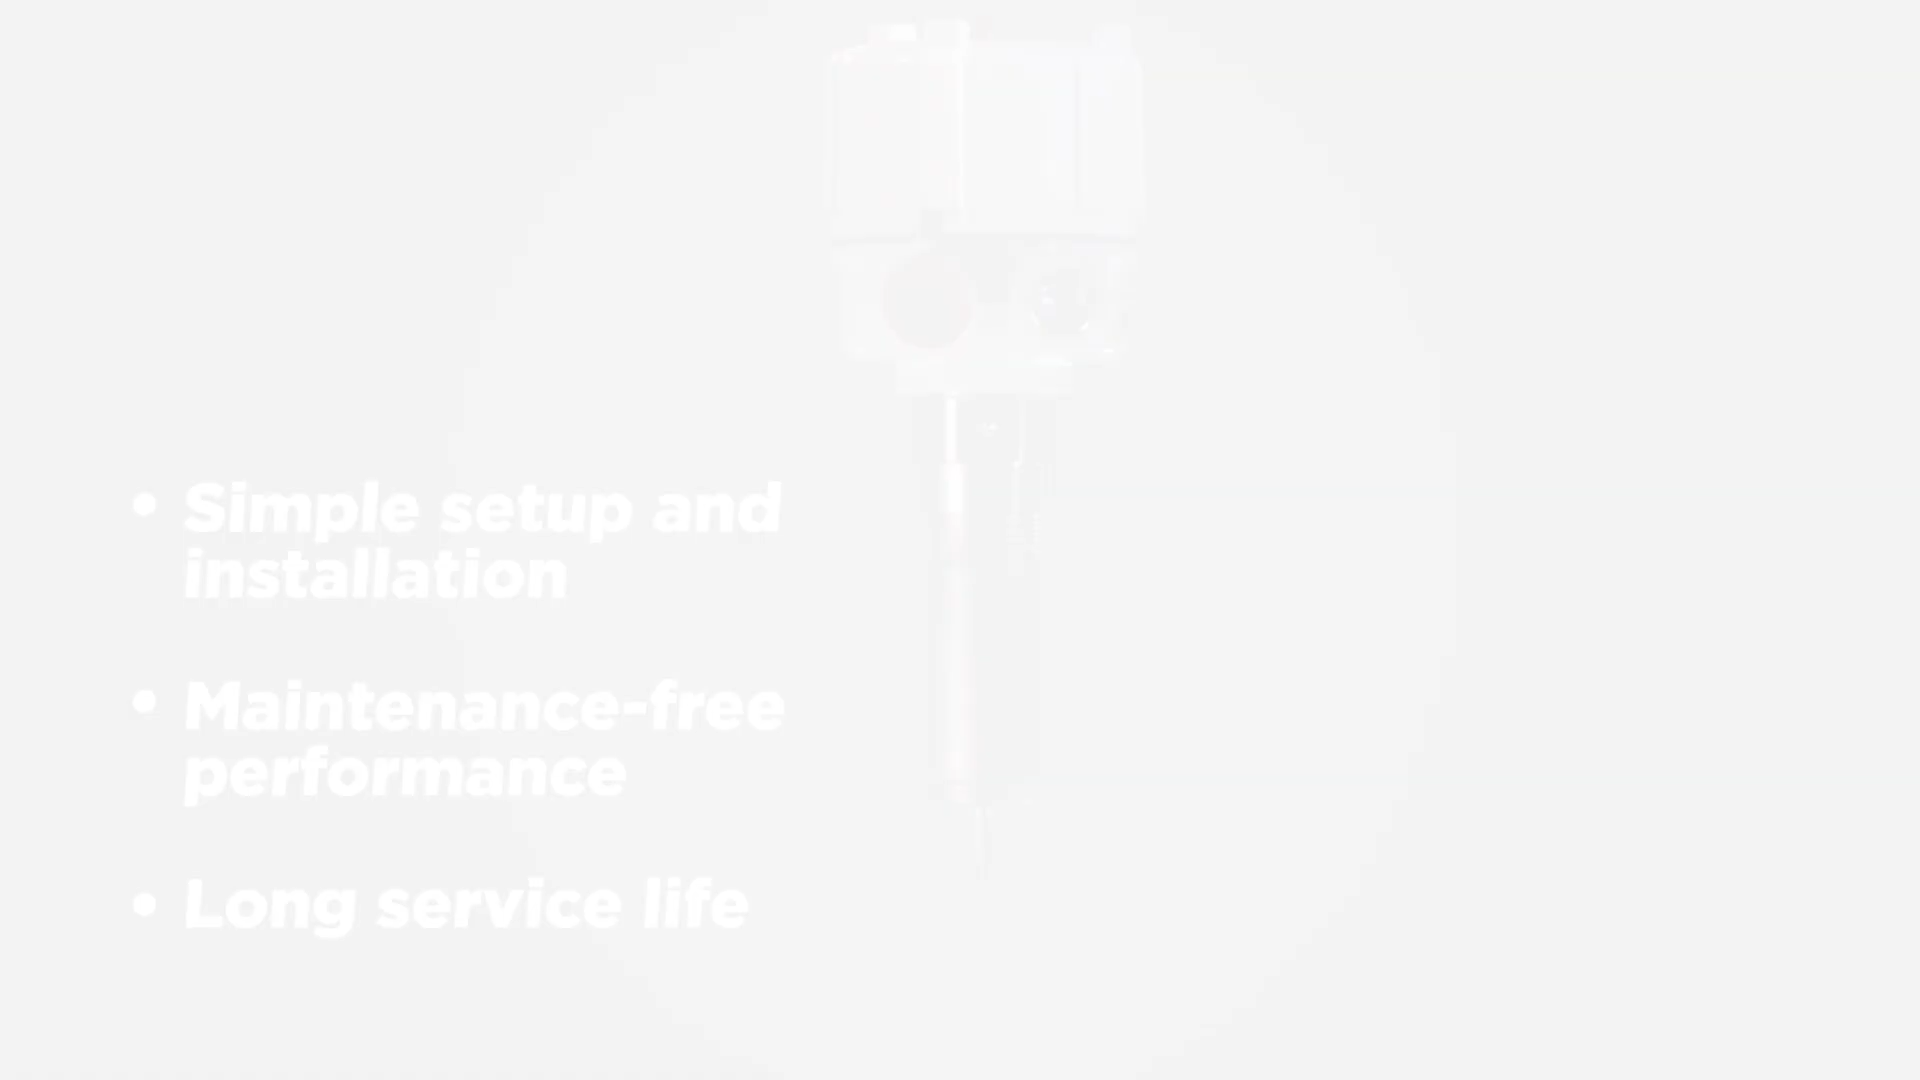 • Simple setup and
installation
• Maintenance-free
performance
• Long service life